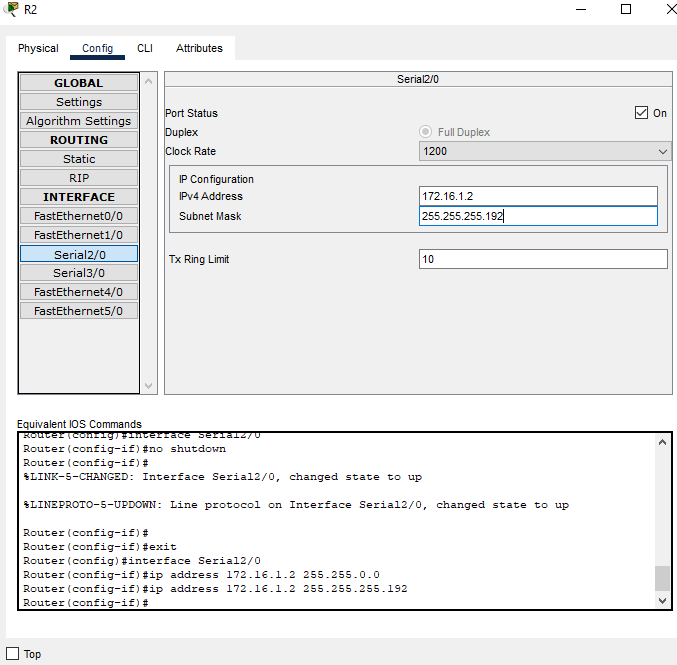 R2
Physical Config CLI Attributes
GLOBAL
Settings
Algorithm Settings
ROUTING
Static
RIP
INTERFACE
FastEthernet0/0
FastEthernet1/0
Serial2/0
Serial3/0
FastEthernet4/0
FastEthernet5/0
Serial2/0
Port Status On
Duplex Full Duplex
Clock Rate 1200
IP Configuration
IPv4 Address 172.16.1.2
Subnet Mask 255.255.255.192
Tx Ring Limit 10
Equivalent IOS Commands
Router(config)#interface Serial2/0
Router(config-if)#no shutdown
Router(config-if)#
%LINK-5-CHANGED: Interface Serial2/0, changed state to up
%LINEPROTO-5-UPDOWN: Line protocol on Interface Serial2/0, changed state to up
Router(config-if)#
Router(config-if)#exit
Router(config)#interface Serial2/0
Router(config-if)#ip address 172.16.1.2 255.255.0.0
Router(config-if)#ip address 172.16.1.2 255.255.255.192
Router(config-if)#
Top